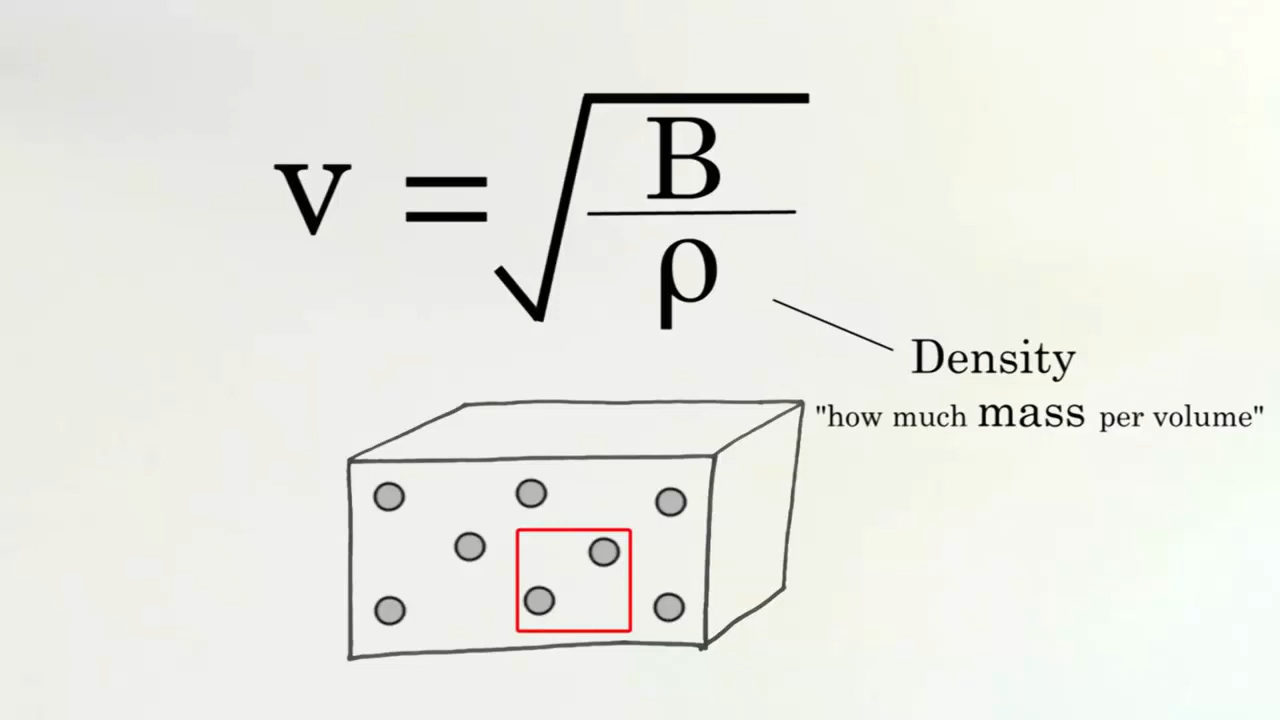 v = √(B/ρ)
Density
"how much mass per volume"